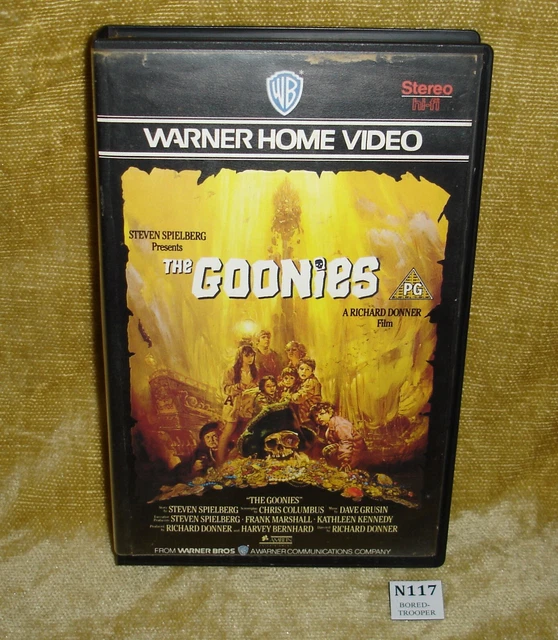 WB
Stereo
hi-fi
WARNER HOME VIDEO
STEVEN SPIELBERG
Presents
THE GOONIES
PG
A RICHARD DONNER
Film
"THE GOONIES"
STEVEN SPIELBERG CHRIS COLUMBUS DAVE GRUSIN
STEVEN SPIELBERG · FRANK MARSHALL · KATHLEEN KENNEDY
RICHARD DONNER and HARVEY BERNHARD RICHARD DONNER
FROM WARNER BROS A WARNER COMMUNICATIONS COMPANY
N117
BORED-
TROOPER